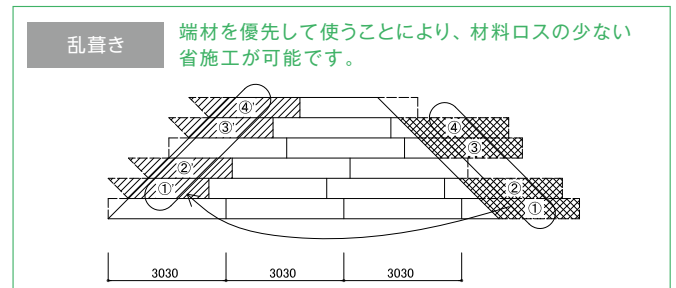 乱葺き
端材を優先して使うことにより、材料ロスの少ない
省施工が可能です。
④' ④
③' ③
②' ②
①' ①
3030 3030 3030